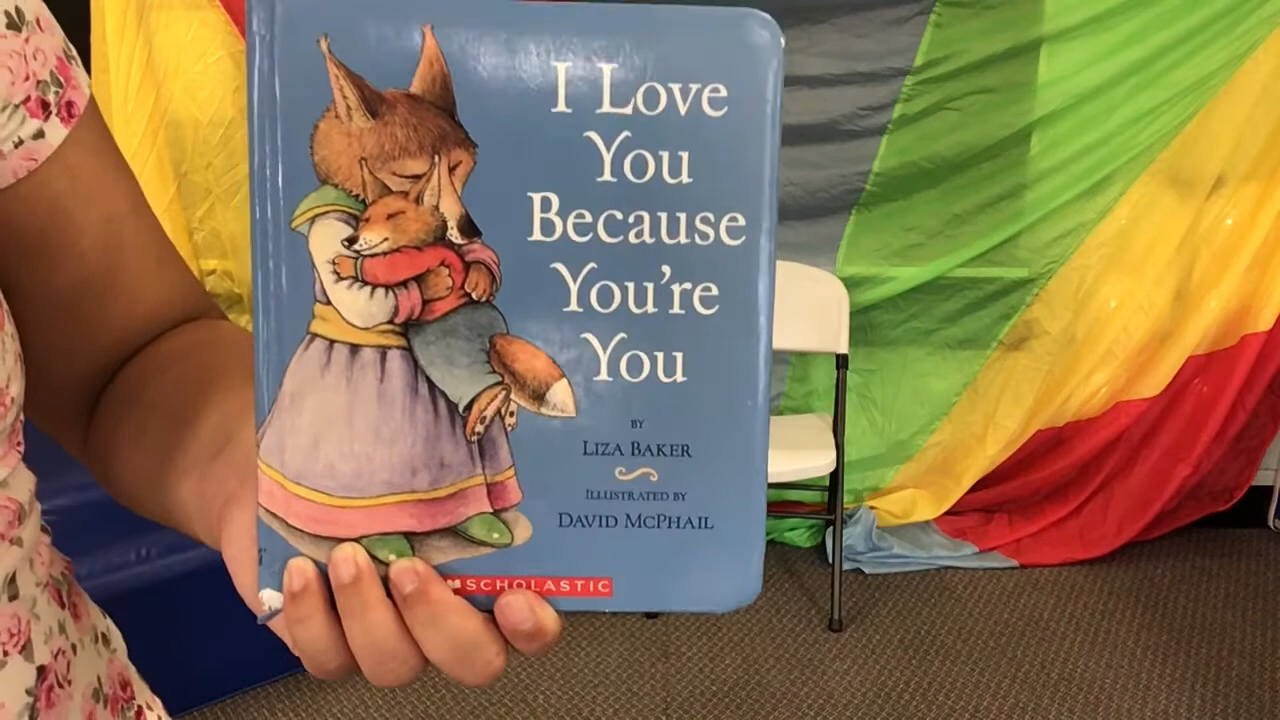 I Love
You
Because
You're
You
BY
LIZA BAKER
ILLUSTRATED BY
DAVID MCPHAIL
SCHOLASTIC